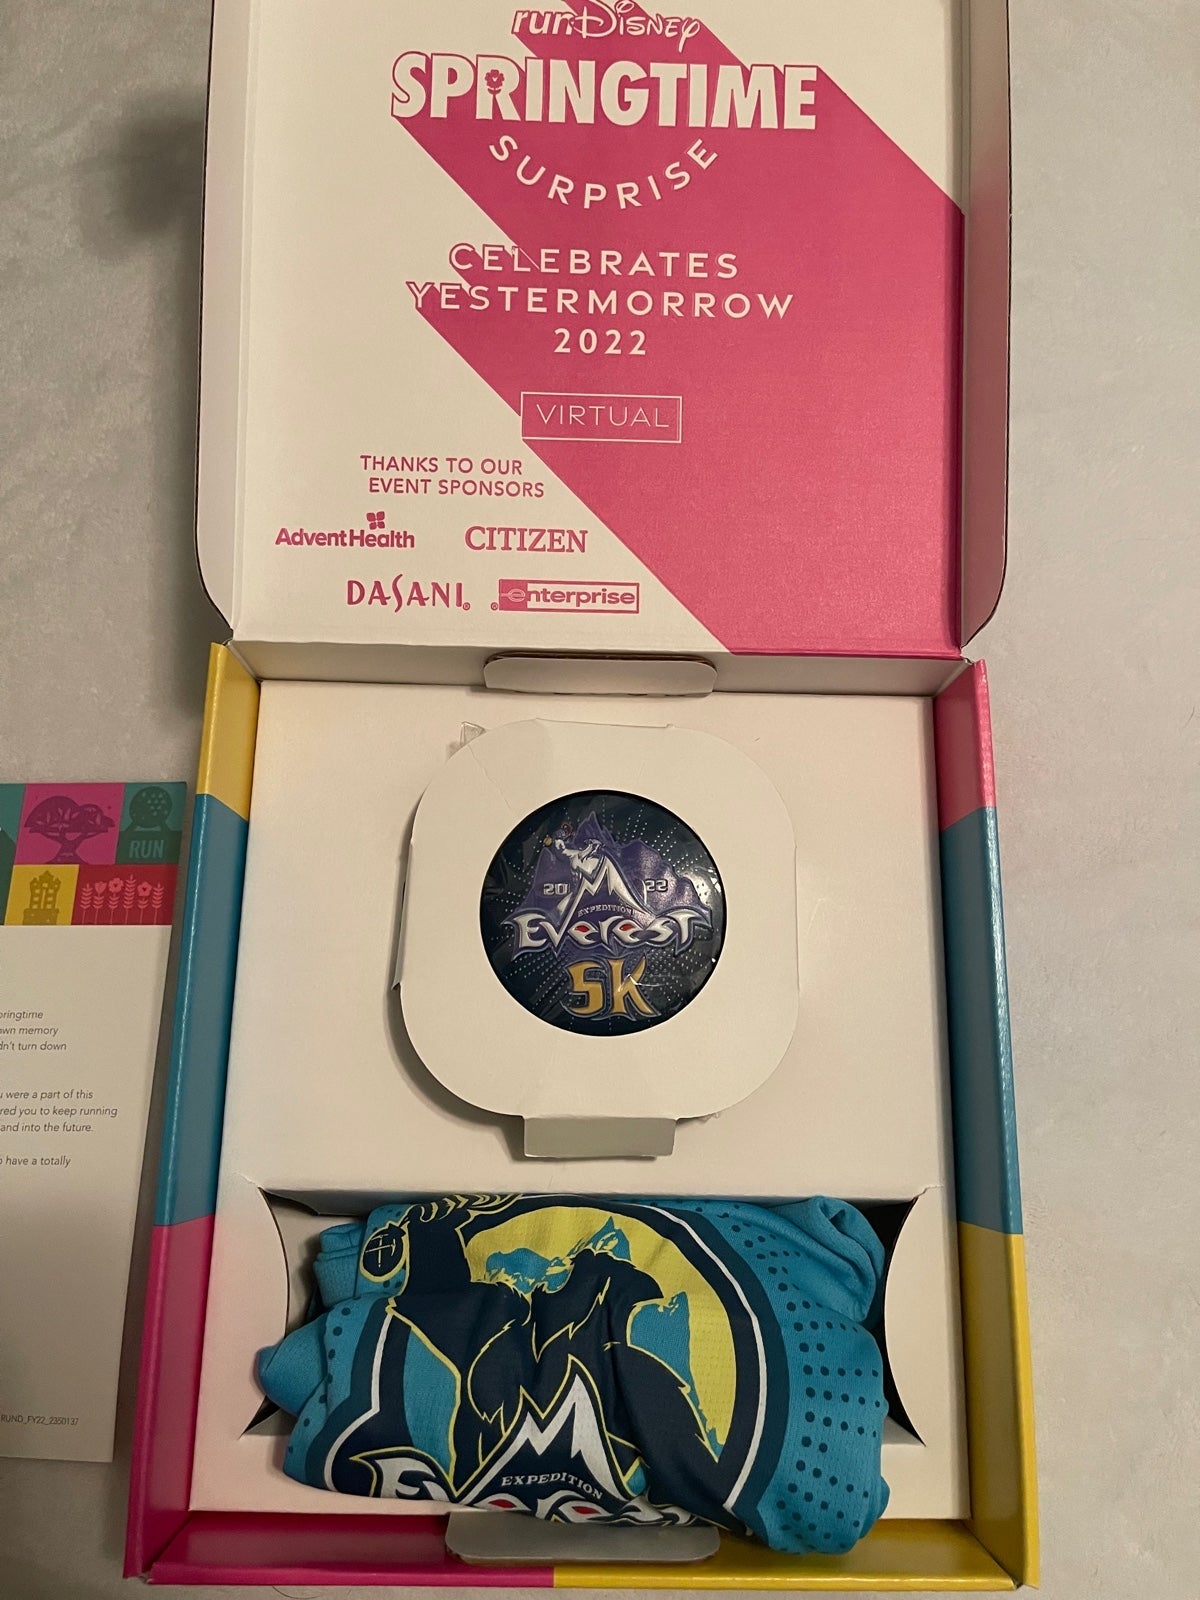 runDisney
SPRINGTIME
SURPRISE
CELEBRATES
YESTERMORROW
2022
VIRTUAL
THANKS TO OUR
EVENT SPONSORS
AdventHealth
CITIZEN
DASANI®
enterprise
RUN
20 22
EXPEDITION
EVEREST
5K
springtime
own memory
dn't turn down
u were a part of this
red you to keep running
and into the future.
o have a totally
RUND_FY22_2350137
EXPEDITION
EVEREST